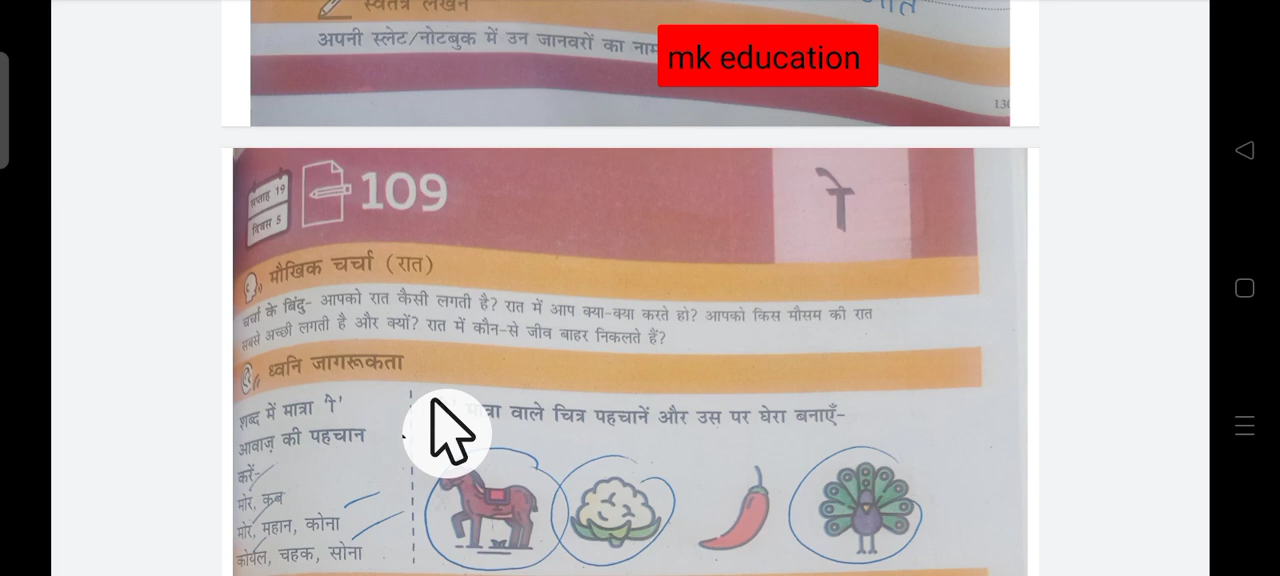 स्वतंत्र लेखन
अपनी स्लेट/नोटबुक में उन जानवरों का नाम
mk education
130
सप्ताह 19
दिवस 5
109
ो
मौखिक चर्चा (रात)
चर्चा के बिंदु- आपको रात कैसी लगती है? रात में आप क्या-क्या करते हो? आपको किस मौसम की रात
सबसे अच्छी लगती है और क्यों? रात में कौन-से जीव बाहर निकलते हैं?
ध्वनि जागरूकता
शब्द में मात्रा 'ो'
आवाज़ की पहचान
करें-
मोर, कब
मोर, महान, कोना
कोयल, चहक, सोना
वाले चित्र पहचानें और उस पर घेरा बनाएँ-